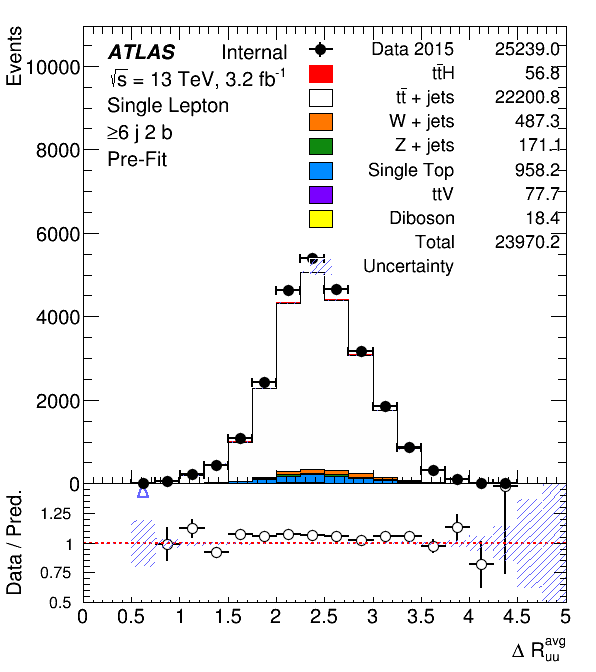 Events
ATLAS Internal
√s = 13 TeV, 3.2 fb⁻¹
Single Lepton
≥6 j 2 b
Pre-Fit
Data 2015 25239.0
tt̄H 56.8
tt̄ + jets 22200.8
W + jets 487.3
Z + jets 171.1
Single Top 958.2
ttV 77.7
Diboson 18.4
Total 23970.2
Uncertainty
10000
8000
6000
4000
2000
0
Data / Pred.
1.25
1
0.75
0.5
0 0.5 1 1.5 2 2.5 3 3.5 4 4.5 5
Δ R_uu^avg